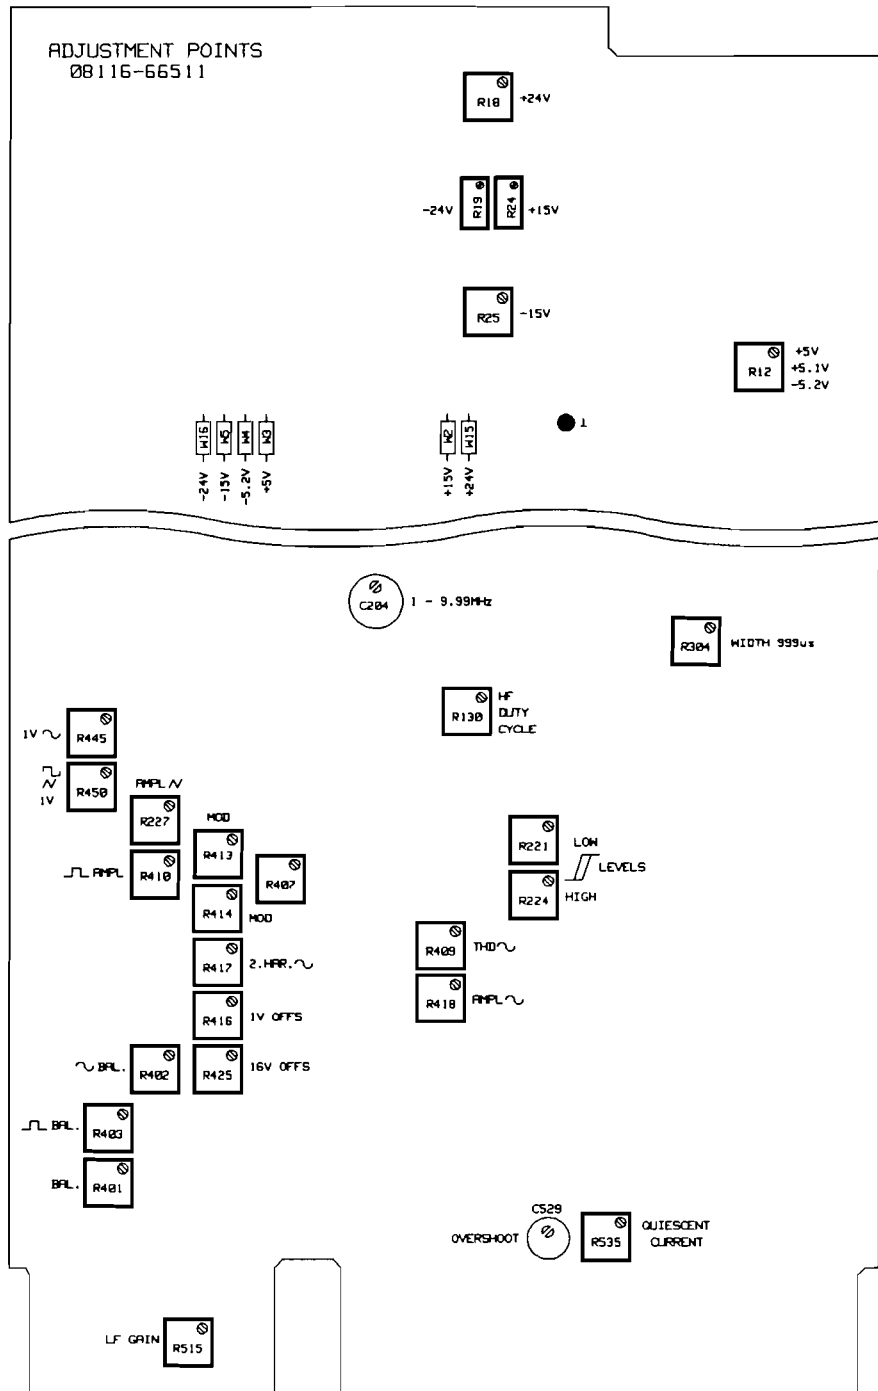 ADJUSTMENT POINTS
08116-66511
R18 +24V
-24V R19 R24 +15V
R25 -15V
R12 +5V
+5.1V
-5.2V
1
W16 W5 W4 W3 W2 W15
-24V -15V -5.2V +5V +15V +24V
C204 1 - 9.99MHz
R304 WIDTH 999us
R130 HF
DUTY
CYCLE
1V R445
R450
1V
AMPL
R227
MOD
R413
AMPL R410
R407
R414 MOD
R221 LOW
LEVELS
R224 HIGH
R417 2.HAR.
R409 THD
R416 1V OFFS
R418 AMPL
BAL. R402
R425 16V OFFS
BAL. R403
BAL. R401
C529
OVERSHOOT
R535 QUIESCENT
CURRENT
LF GAIN R515